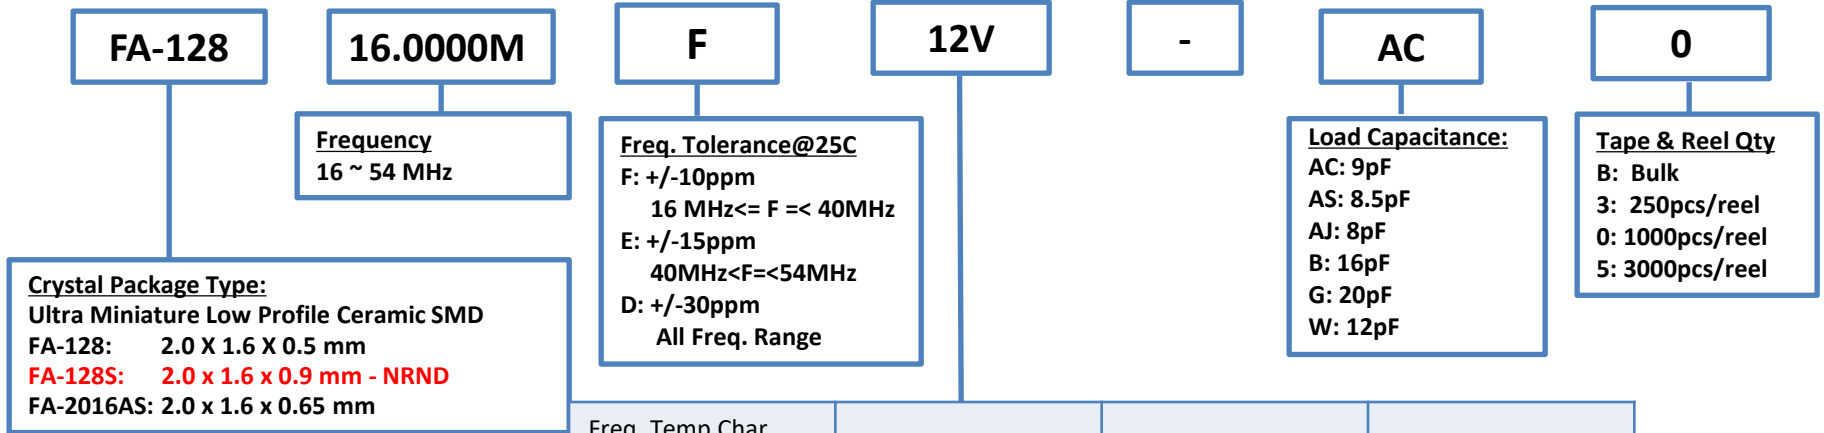 FA-128
16.0000M
F
12V
-
AC
0
Frequency
16 ~ 54 MHz
Freq. Tolerance@25C
F: +/-10ppm
16 MHz<= F =< 40MHz
E: +/-15ppm
40MHz<F=<54MHz
D: +/-30ppm
All Freq. Range
Load Capacitance:
AC: 9pF
AS: 8.5pF
AJ: 8pF
B: 16pF
G: 20pF
W: 12pF
Tape & Reel Qty
B: Bulk
3: 250pcs/reel
0: 1000pcs/reel
5: 3000pcs/reel
Crystal Package Type:
Ultra Miniature Low Profile Ceramic SMD
FA-128: 2.0 X 1.6 X 0.5 mm
FA-128S: 2.0 x 1.6 x 0.9 mm - NRND
FA-2016AS: 2.0 x 1.6 x 0.65 mm
Freq. Temp Char